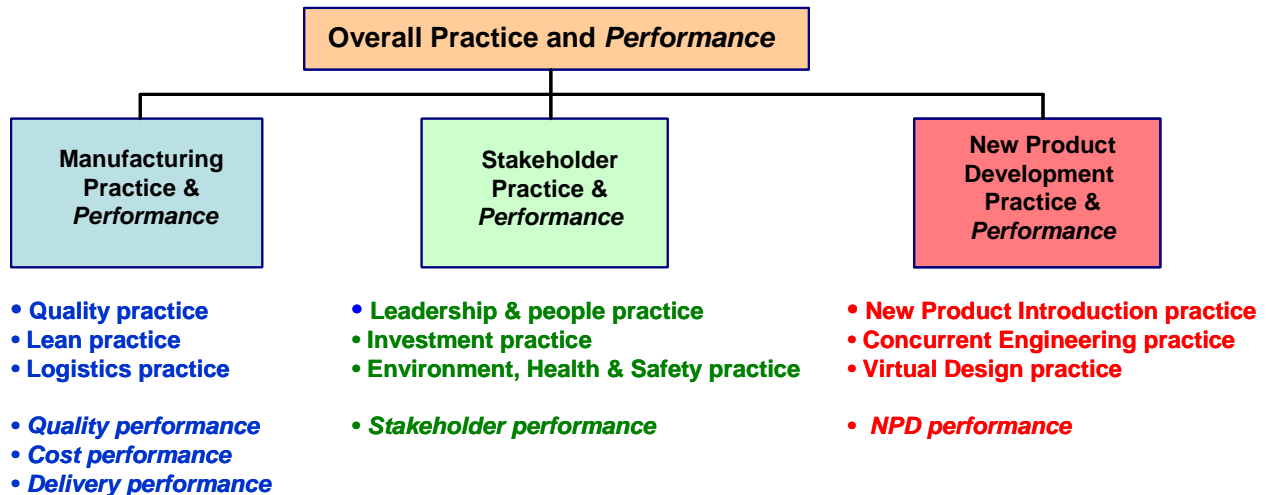 Overall Practice and Performance
Manufacturing
Practice &
Performance
Stakeholder
Practice &
Performance
New Product
Development
Practice &
Performance
• Quality practice
• Lean practice
• Logistics practice
• Quality performance
• Cost performance
• Delivery performance
• Leadership & people practice
• Investment practice
• Environment, Health & Safety practice
• Stakeholder performance
• New Product Introduction practice
• Concurrent Engineering practice
• Virtual Design practice
• NPD performance